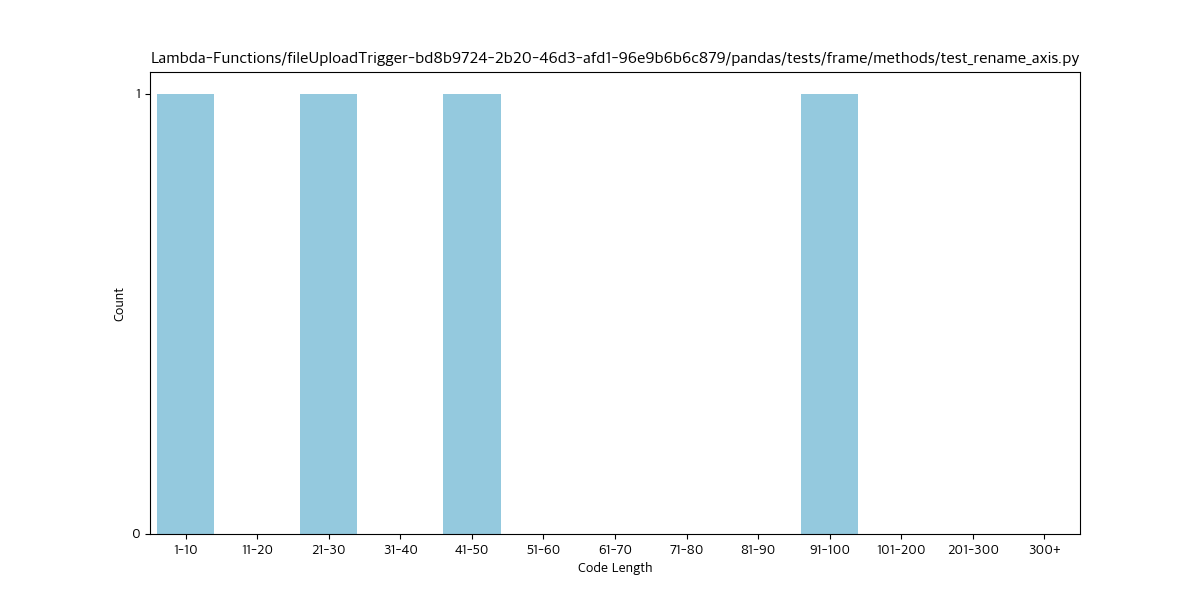 Lambda-Functions/fileUploadTrigger-bd8b9724-2b20-46d3-afd1-96e9b6b6c879/pandas/tests/frame/methods/test_rename_axis.py
1
Count
0
1-10 11-20 21-30 31-40 41-50 51-60 61-70 71-80 81-90 91-100 101-200 201-300 300+
Code Length